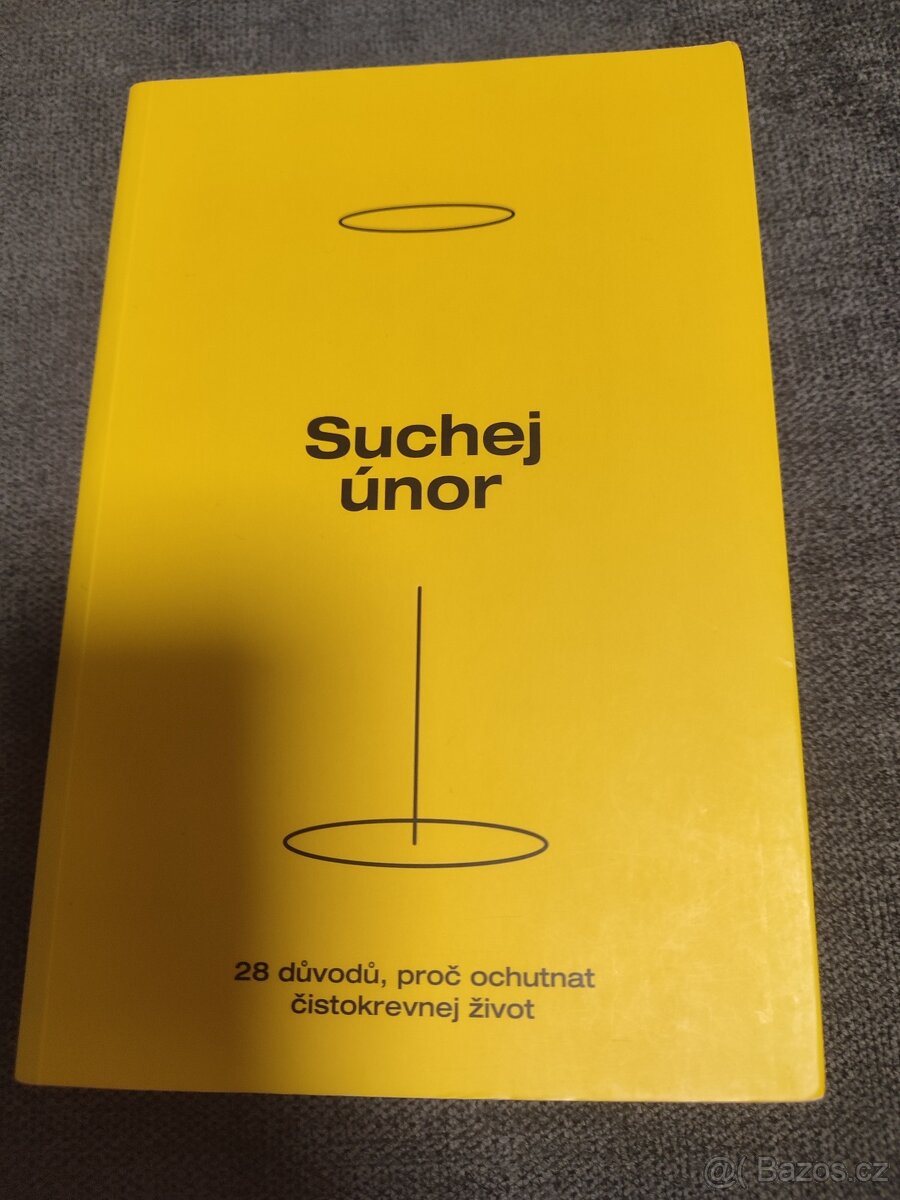 Suchej
únor
28 důvodů, proč ochutnat
čistokrevnej život
@( Bazos.cz